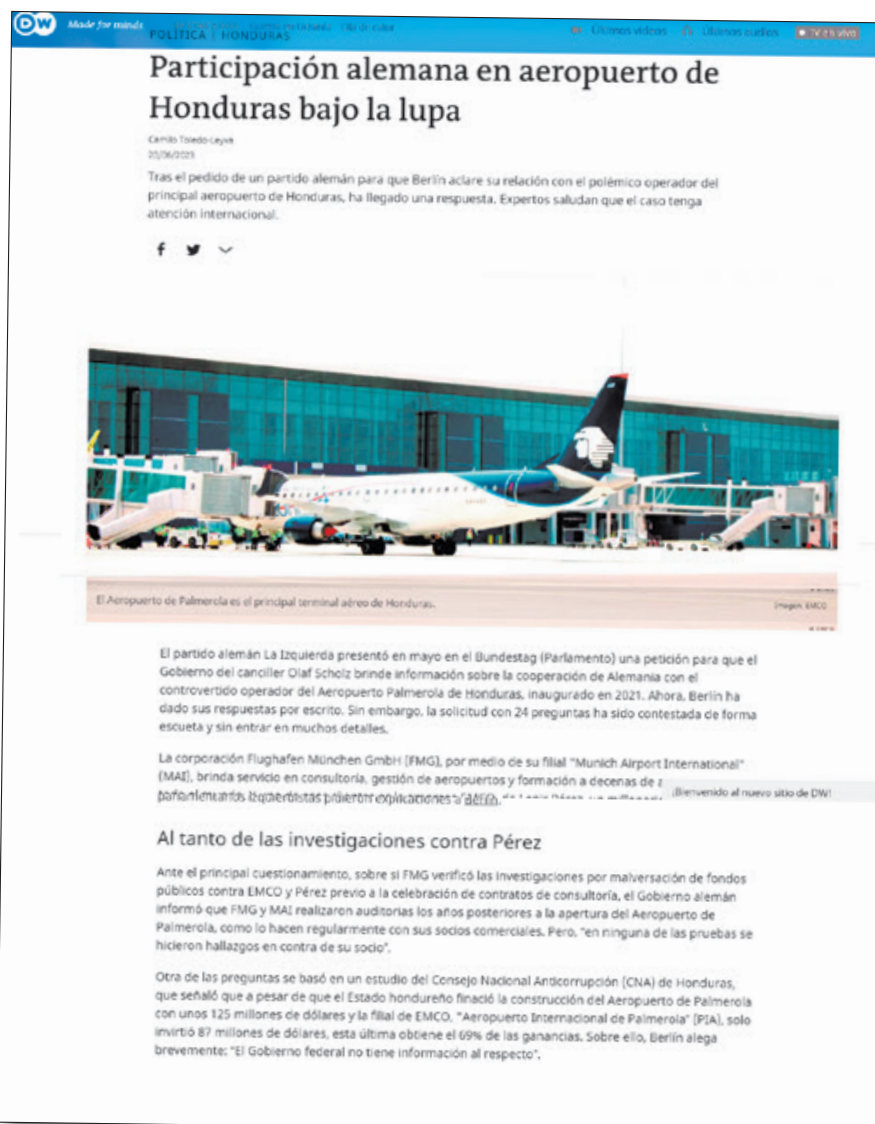 DW Made for minds.
POLÍTICA | HONDURAS
Últimos videos Últimos audios TV en vivo
Participación alemana en aeropuerto de
Honduras bajo la lupa
Camilo Toledo-Leyva
Tras el pedido de un partido alemán para que Berlín aclare su relación con el polémico operador del
principal aeropuerto de Honduras, ha llegado una respuesta. Expertos saludan que el caso tenga
atención internacional.
El Aeropuerto de Palmerola es el principal terminal aéreo de Honduras.
Imagen: EMCO
El partido alemán La Izquierda presentó en mayo en el Bundestag (Parlamento) una petición para que el
Gobierno del canciller Olaf Scholz brinde información sobre la cooperación de Alemania con el
controvertido operador del Aeropuerto Palmerola de Honduras, inaugurado en 2021. Ahora, Berlín ha
dado sus respuestas por escrito. Sin embargo, la solicitud con 24 preguntas ha sido contestada de forma
escueta y sin entrar en muchos detalles.
La corporación Flughafen München GmbH (FMG), por medio de su filial "Munich Airport International"
(MAI), brinda servicio en consultoría, gestión de aeropuertos y formación a decenas de
¡Bienvenido al nuevo sitio de DW!
parlamentarios izquierdistas pidieron explicaciones a Berlín.
Al tanto de las investigaciones contra Pérez
Ante el principal cuestionamiento, sobre si FMG verificó las investigaciones por malversación de fondos
públicos contra EMCO y Pérez previo a la celebración de contratos de consultoría, el Gobierno alemán
informó que FMG y MAI realizaron auditorias los años posteriores a la apertura del Aeropuerto de
Palmerola, como lo hacen regularmente con sus socios comerciales. Pero, "en ninguna de las pruebas se
hicieron hallazgos en contra de su socio".
Otra de las preguntas se basó en un estudio del Consejo Nacional Anticorrupción (CNA) de Honduras,
que señaló que a pesar de que el Estado hondureño finació la construcción del Aeropuerto de Palmerola
con unos 125 millones de dólares y la filial de EMCO, "Aeropuerto Internacional de Palmerola" (PIA), solo
invirtió 87 millones de dólares, esta última obtiene el 69% de las ganancias. Sobre ello, Berlín alega
brevemente: "El Gobierno federal no tiene información al respecto".